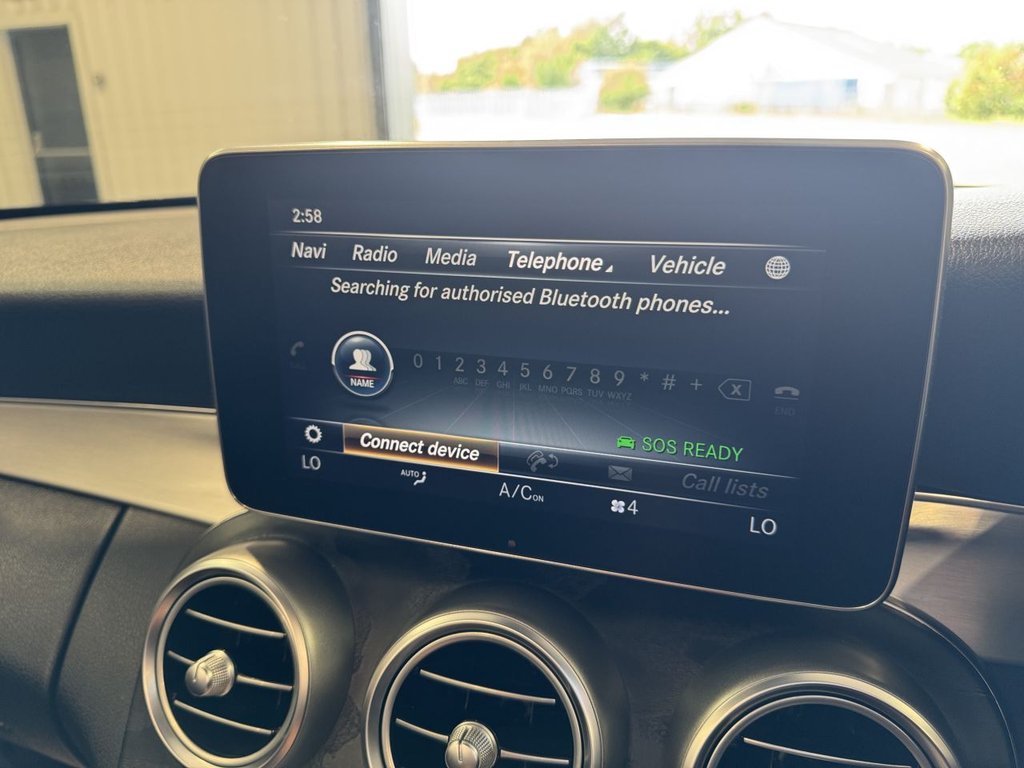 2:58
Navi Radio Media Telephone Vehicle
Searching for authorised Bluetooth phones...
NAME
0 1 2 3 4 5 6 7 8 9 * # +
ABC DEF GHI JKL MNO PQRS TUV WXYZ
END
SOS READY
Connect device
Call lists
LO AUTO A/C ON 4 LO